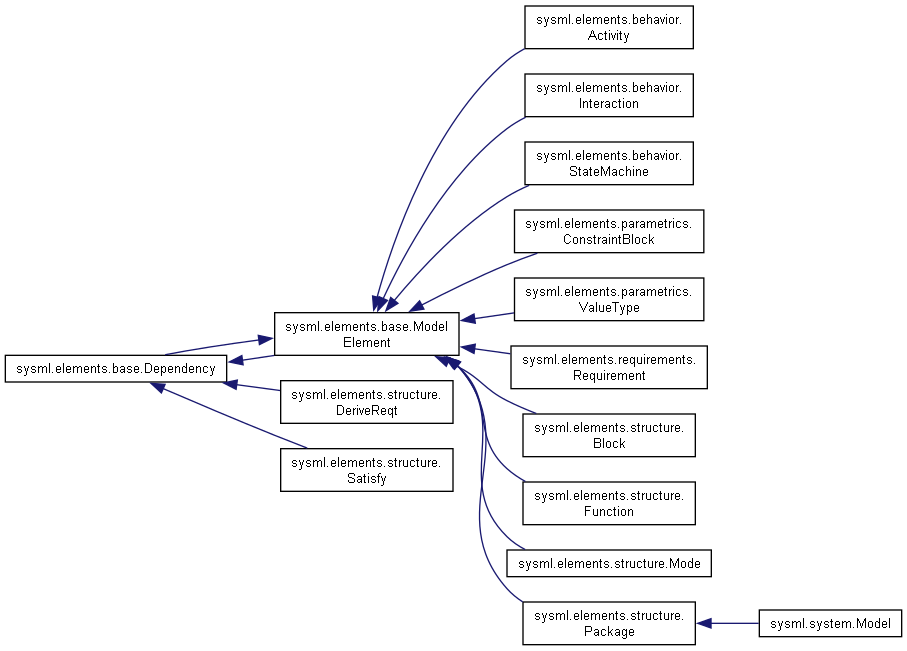 sysml.elements.behavior.
Activity
sysml.elements.behavior.
Interaction
sysml.elements.behavior.
StateMachine
sysml.elements.parametrics.
ConstraintBlock
sysml.elements.parametrics.
ValueType
sysml.elements.base.Model
Element
sysml.elements.requirements.
Requirement
sysml.elements.base.Dependency
sysml.elements.structure.
DeriveReqt
sysml.elements.structure.
Block
sysml.elements.structure.
Satisfy
sysml.elements.structure.
Function
sysml.elements.structure.Mode
sysml.elements.structure.
Package
sysml.system.Model